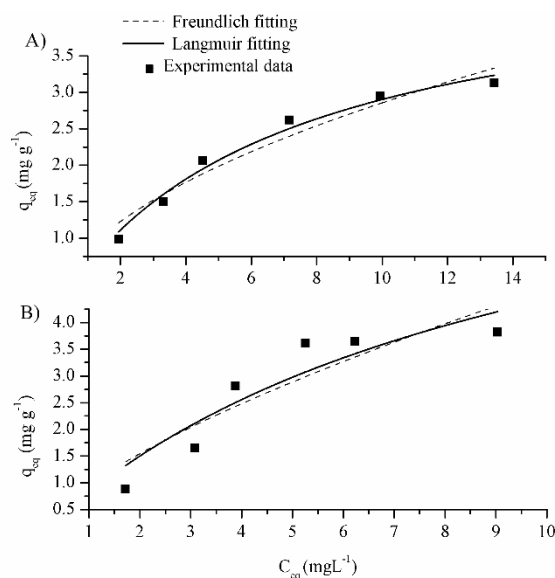 Freundlich fitting
A)
Langmuir fitting
Experimental data
3.5
3.0
2.5
2.0
1.5
1.0
q_eq (mg g⁻¹)
2 4 6 8 10 12 14
B)
4.0
3.5
3.0
2.5
2.0
1.5
1.0
0.5
q_eq (mg g⁻¹)
1 2 3 4 5 6 7 8 9 10
C_eq (mgL⁻¹)